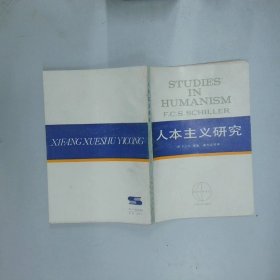 STUDIES
IN
HUMANISM
F.C.S. SCHILLER
人本主义研究
XIFANG XUESHU YICONG